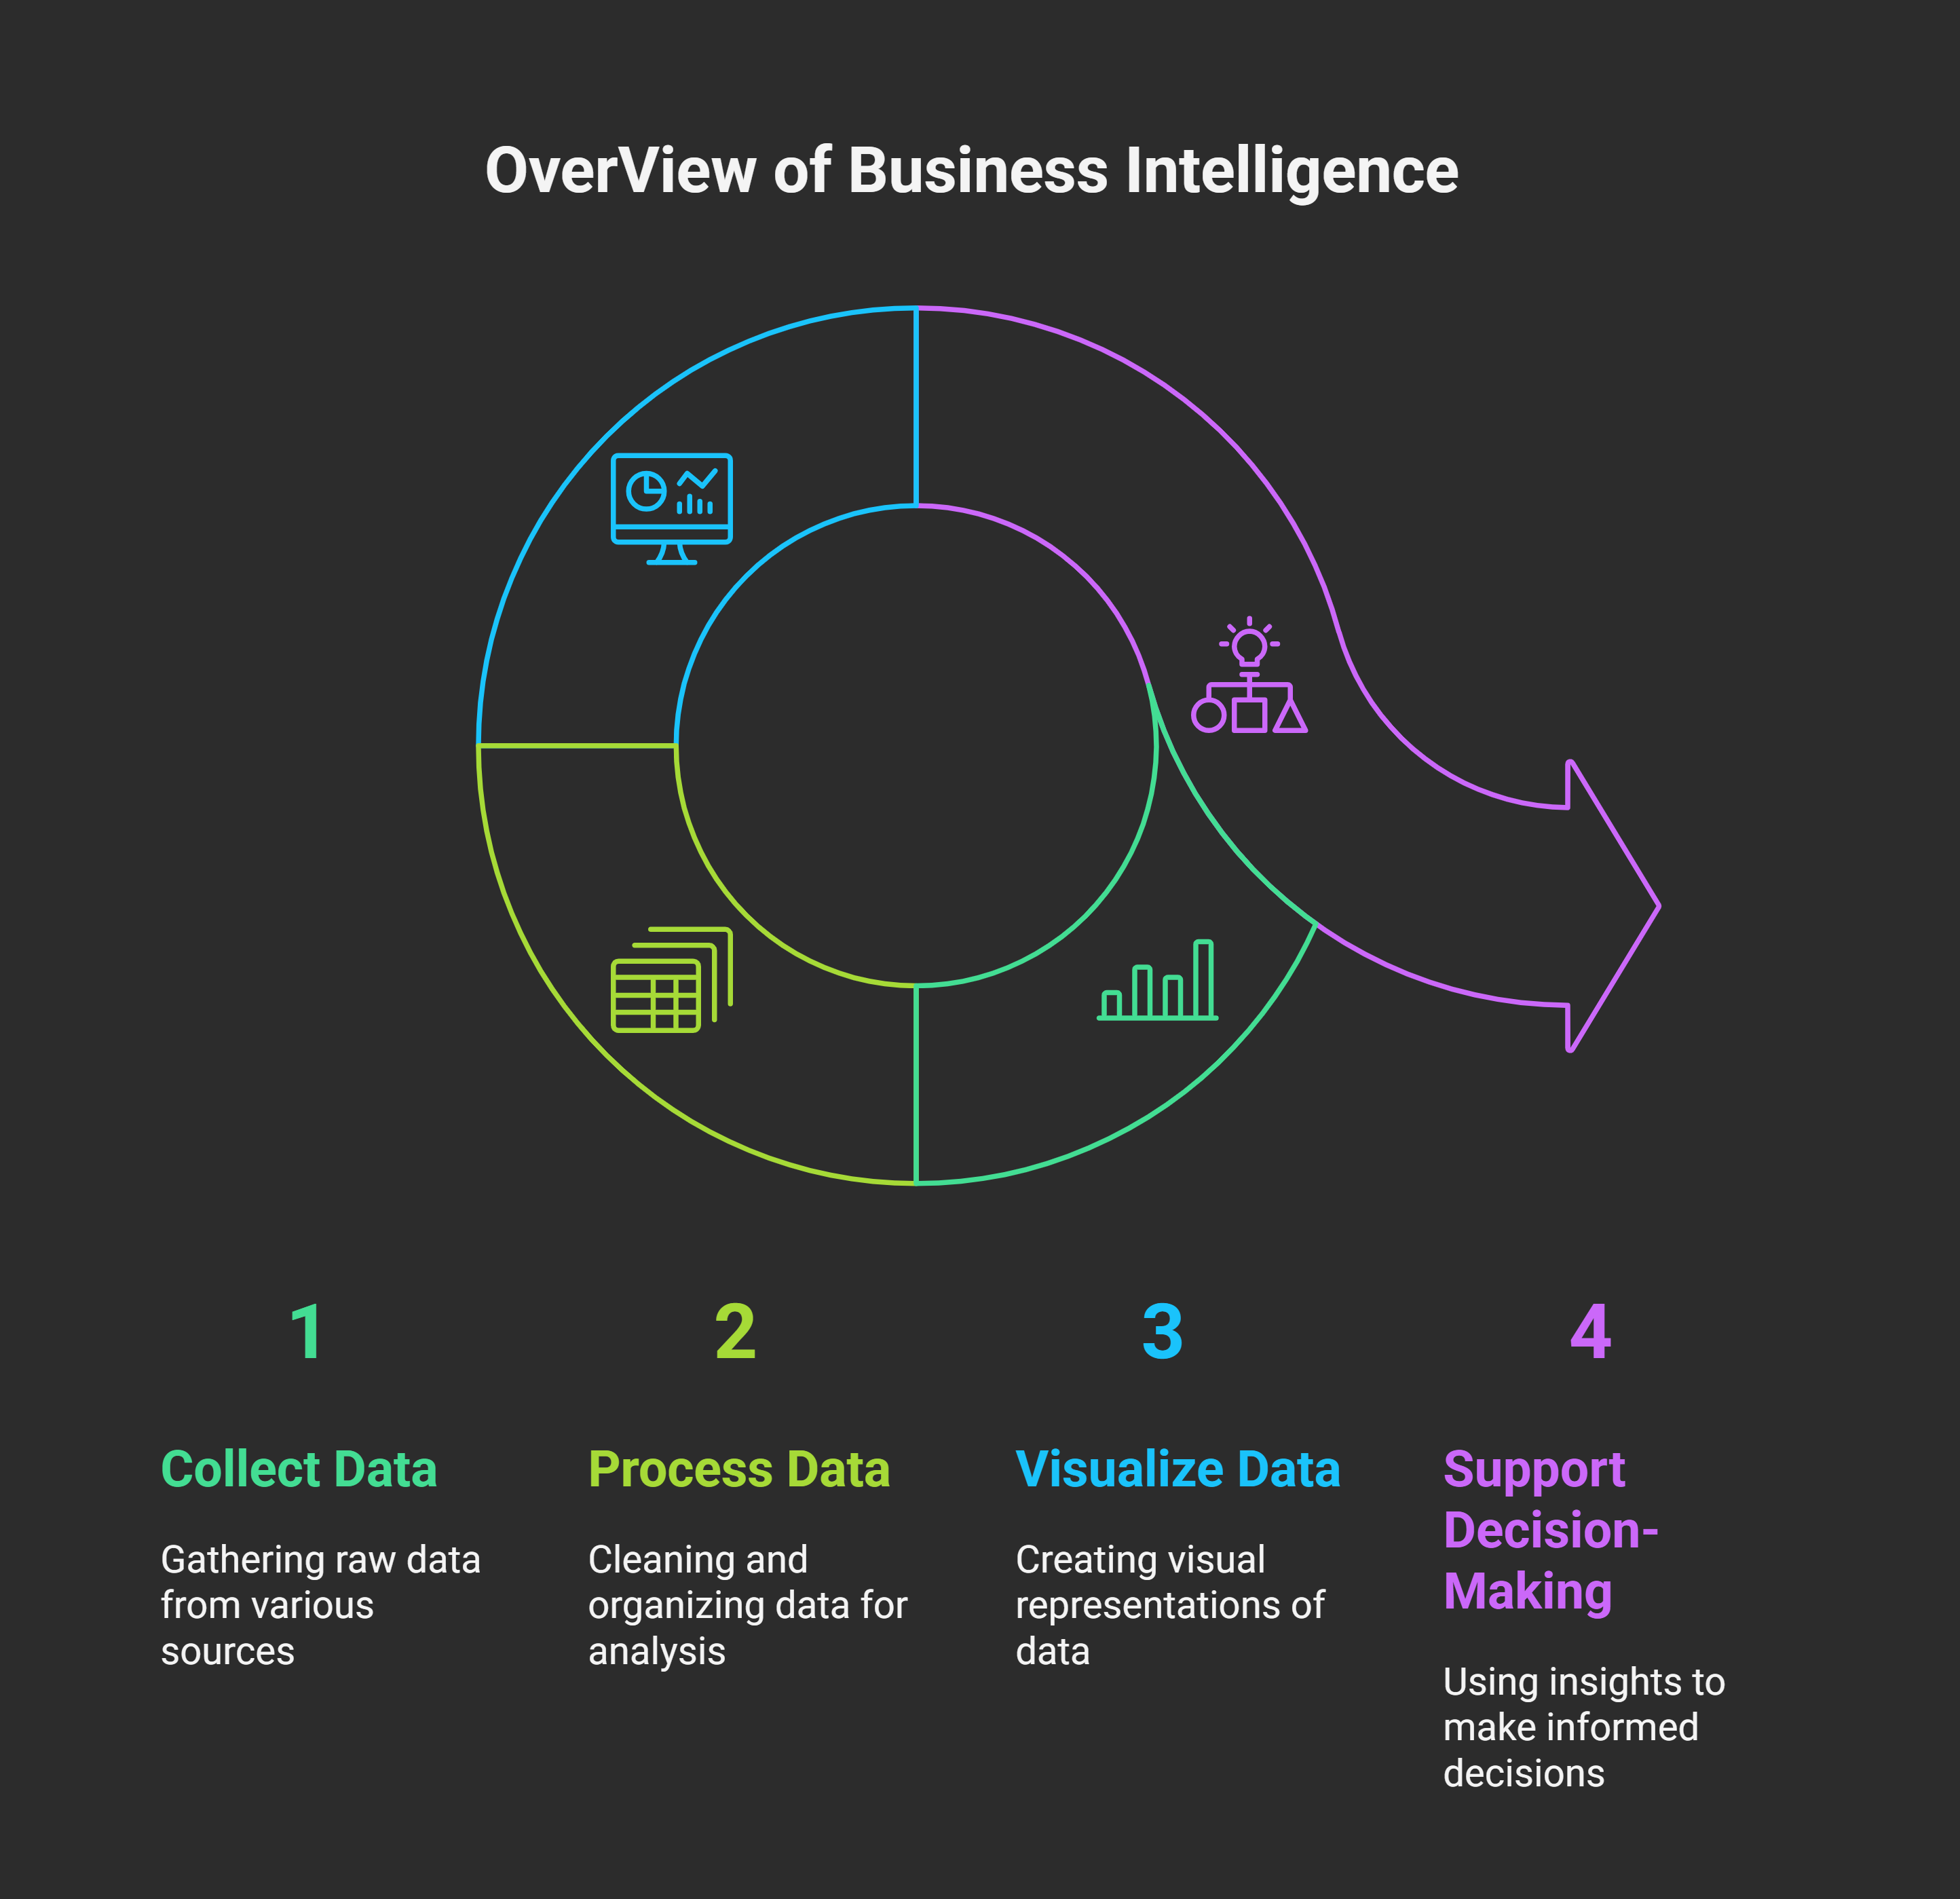 OverView of Business Intelligence
1
Collect Data
Gathering raw data
from various
sources
2
Process Data
Cleaning and
organizing data for
analysis
3
Visualize Data
Creating visual
representations of
data
4
Support
Decision-
Making
Using insights to
make informed
decisions